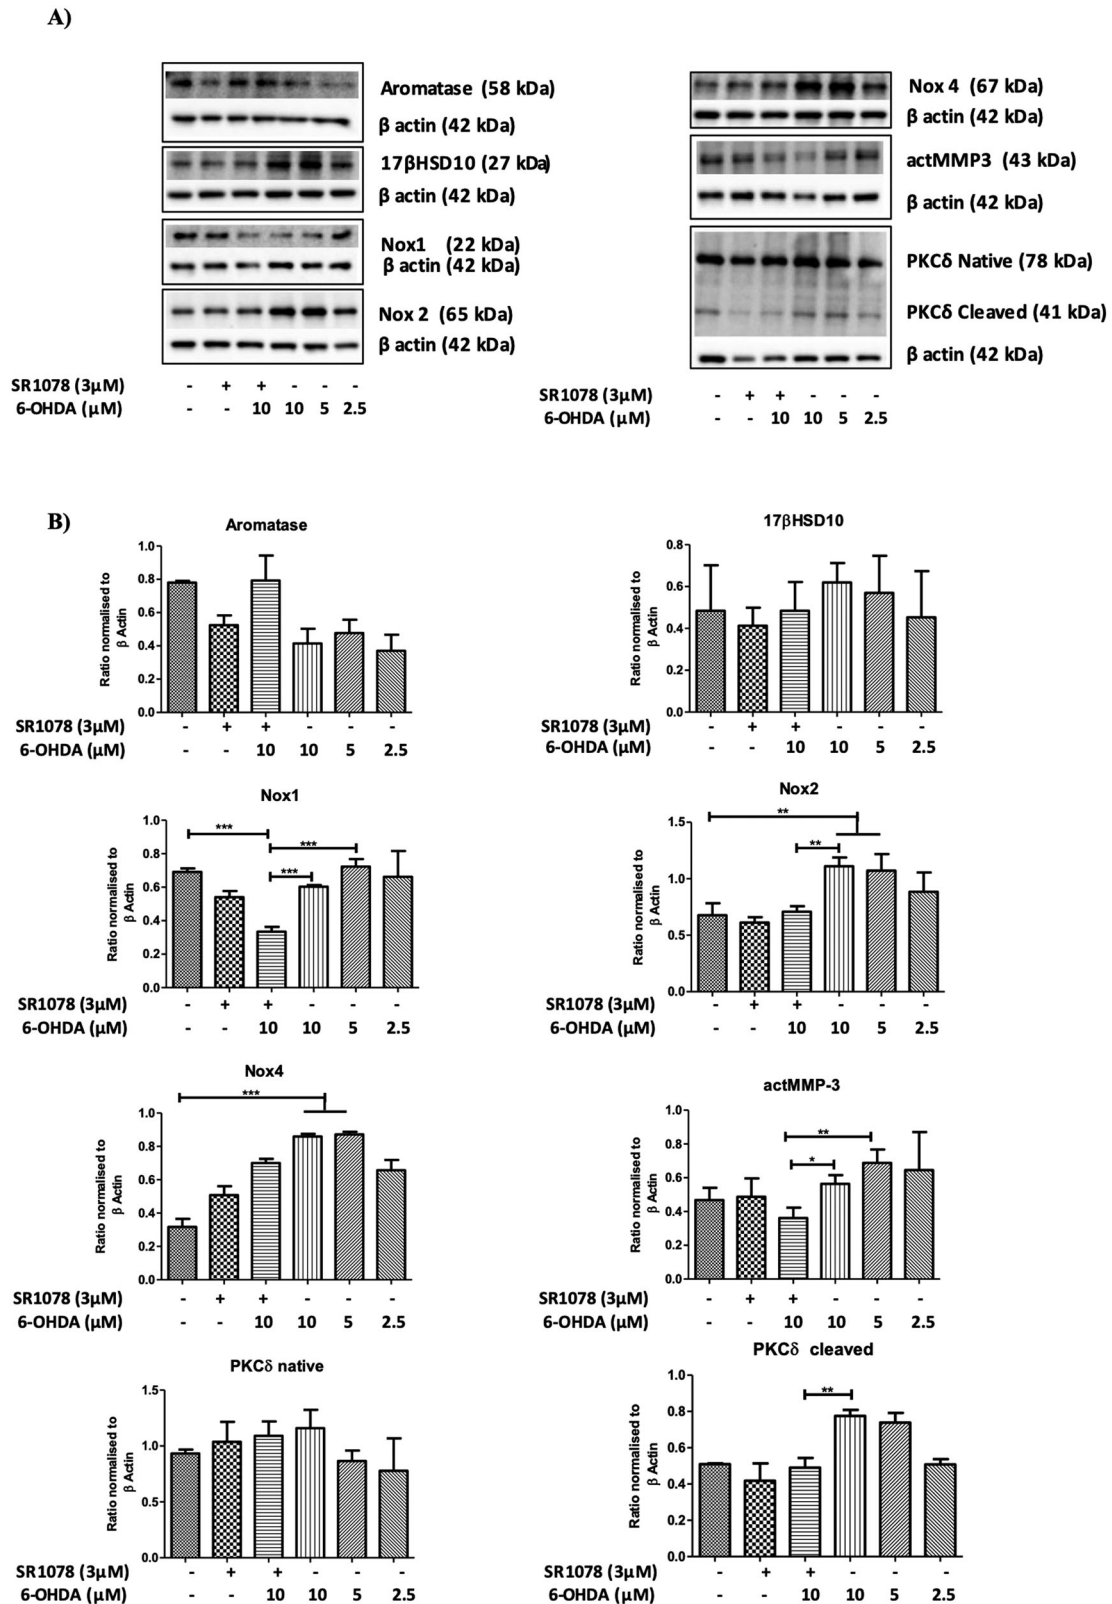 A)
Aromatase (58 kDa)
β actin (42 kDa)
17βHSD10 (27 kDa)
β actin (42 kDa)
Nox1 (22 kDa)
β actin (42 kDa)
Nox 2 (65 kDa)
β actin (42 kDa)
SR1078 (3μM) - + + - - -
6-OHDA (μM) - - 10 10 5 2.5
Nox 4 (67 kDa)
β actin (42 kDa)
actMMP3 (43 kDa)
β actin (42 kDa)
PKCδ Native (78 kDa)
PKCδ Cleaved (41 kDa)
β actin (42 kDa)
SR1078 (3μM) - + + - - -
6-OHDA (μM) - - 10 10 5 2.5
B)
Aromatase
Ratio normalised to
β Actin
1.0
0.8
0.6
0.4
0.2
0.0
SR1078 (3μM) - + + - - -
6-OHDA (μM) - - 10 10 5 2.5
17βHSD10
Ratio normalised to
β Actin
0.8
0.6
0.4
0.2
0.0
SR1078 (3μM) - + + - - -
6-OHDA (μM) - - 10 10 5 2.5
Nox1
Ratio normalised to
β Actin
1.0
0.8
0.6
0.4
0.2
0.0
***
***
***
SR1078 (3μM) - + + - - -
6-OHDA (μM) - - 10 10 5 2.5
Nox2
Ratio normalised to
β Actin
1.5
1.0
0.5
0.0
**
**
SR1078 (3μM) - + + - - -
6-OHDA (μM) - - 10 10 5 2.5
Nox4
Ratio normalised to
β Actin
1.0
0.8
0.6
0.4
0.2
0.0
***
SR1078 (3μM) - + + - - -
6-OHDA (μM) - - 10 10 5 2.5
actMMP-3
Ratio normalised to
β Actin
1.0
0.8
0.6
0.4
0.2
0.0
**
*
SR1078 (3μM) - + + - - -
6-OHDA (μM) - - 10 10 5 2.5
PKCδ native
Ratio normalised to
β Actin
1.5
1.0
0.5
0.0
SR1078 (3μM) - + + - - -
6-OHDA (μM) - - 10 10 5 2.5
PKCδ cleaved
Ratio normalised to
β Actin
1.0
0.8
0.6
0.4
0.2
0.0
**
SR1078 (3μM) - + + - - -
6-OHDA (μM) - - 10 10 5 2.5